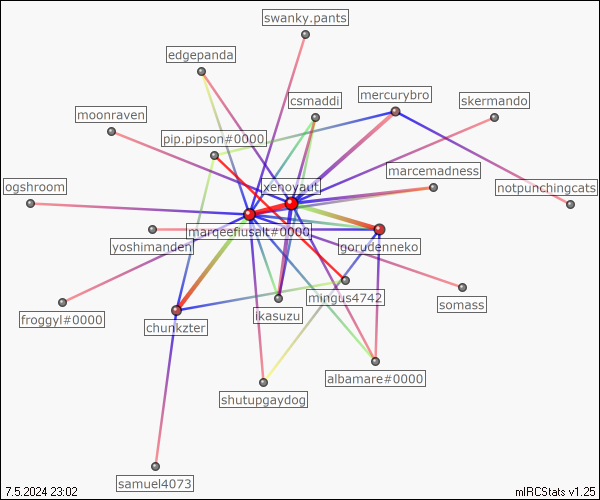 swanky.pants
edgepanda
csmaddi
mercurybro
skermando
moonraven
pip.pipson#0000
marcemadness
ogshroom
xenoyaut
notpunchingcats
yoshimanden
marqeefiusalt#0000
gorudenneko
froggyl#0000
chunkzter
ikasuzu
mingus4742
somass
shutupgaydog
albamare#0000
samuel4073
7.5.2024 23:02
mIRCStats v1.25